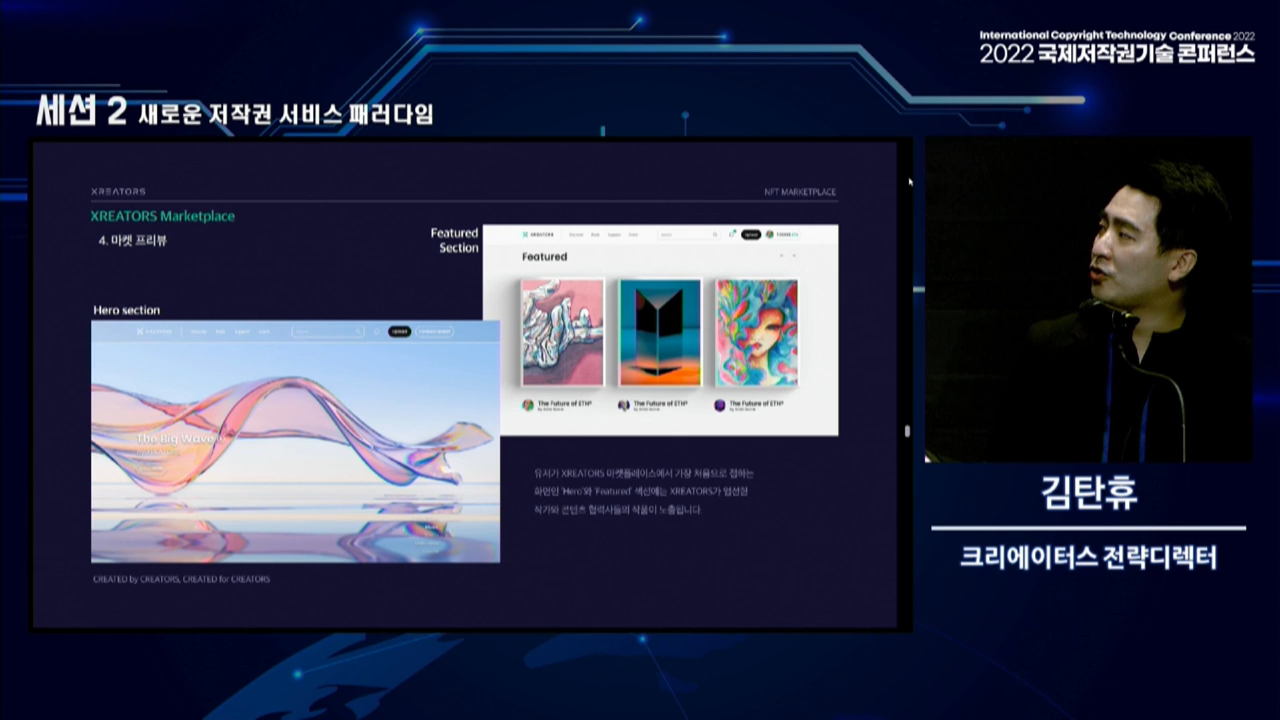 International Copyright Technology Conference 2022
2022 국제저작권기술 콘퍼런스
세션 2 새로운 저작권 서비스 패러다임
XREATORS
NFT MARKETPLACE
XREATORS Marketplace
4. 마켓 프리뷰
Featured
Section
XREATORS
Upload
Featured
The Future of ETH®
The Future of ETH®
The Future of ETH®
Hero section
XREATORS
Upload
The Big Wave
유저가 XREATORS 마켓플레이스에서 가장 처음으로 접하는
화면인 'Hero'와 'Featured' 섹션에는 XREATORS가 엄선한
작가와 콘텐츠 협력사들의 작품이 노출됩니다.
CREATED by CREATORS, CREATED for CREATORS
김탄휴
크리에이터스 전략디렉터